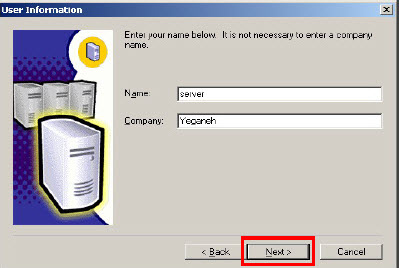 User Information
Enter your name below. It is not necessary to enter a company
name.
Name: server
Company: Yeganeh
< Back Next > Cancel